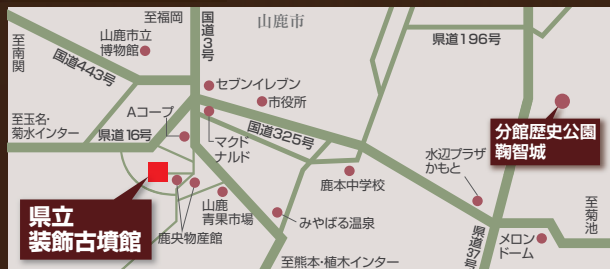 至福岡
国道3号
山鹿市
至南関
山鹿市立
博物館
国道443号
県道196号
セブンイレブン
市役所
至玉名・
菊水インター
Aコープ
県道16号
マクド
ナルド
国道325号
分館歴史公園
鞠智城
水辺プラザ
かもと
鹿本中学校
県立
装飾古墳館
鹿央物産館
山鹿
青果市場
みやばる温泉
至菊池
メロン
ドーム
県道37号
至熊本・植木インター